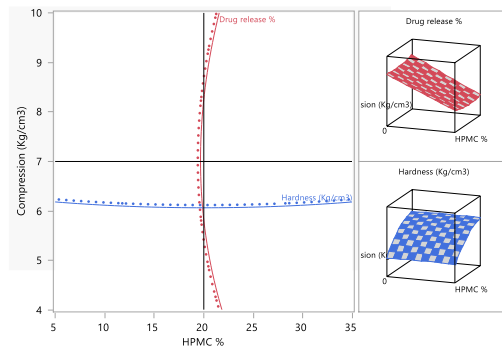 10
9
8
7
6
5
4
Compression (Kg/cm3)
5
10
15
20
25
30
35
HPMC %
Drug release %
Hardness (Kg/cm3)
Drug release %
sion (Kg/cm3)
0
HPMC %
Hardness (Kg/cm3)
sion (K
0
HPMC %